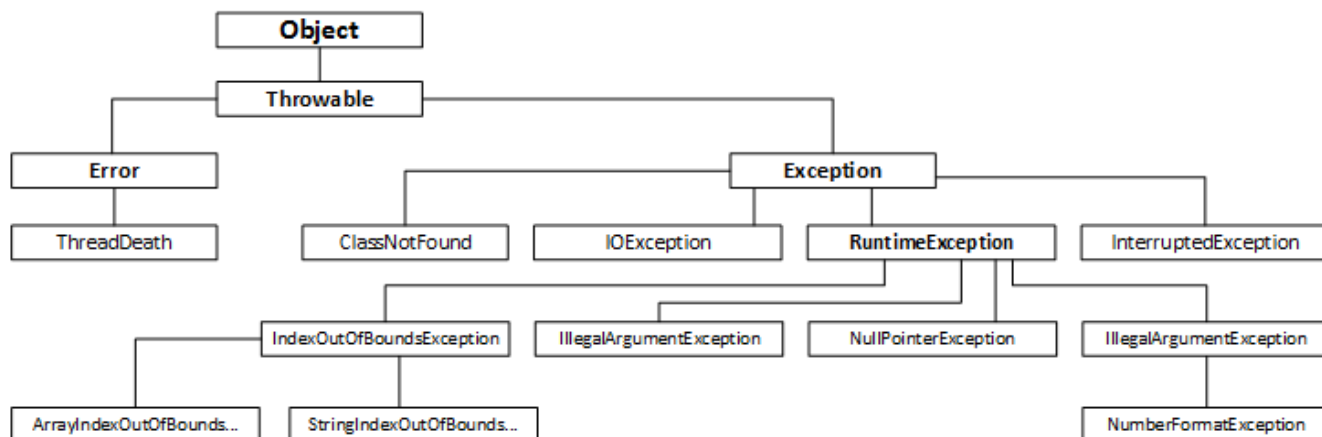 Object
Throwable
Error
Exception
ThreadDeath
ClassNotFound
IOException
RuntimeException
InterruptedException
IndexOutOfBoundsException
IllegalArgumentException
NullPointerException
IllegalArgumentException
ArrayIndexOutOfBounds...
StringIndexOutOfBounds...
NumberFormatException